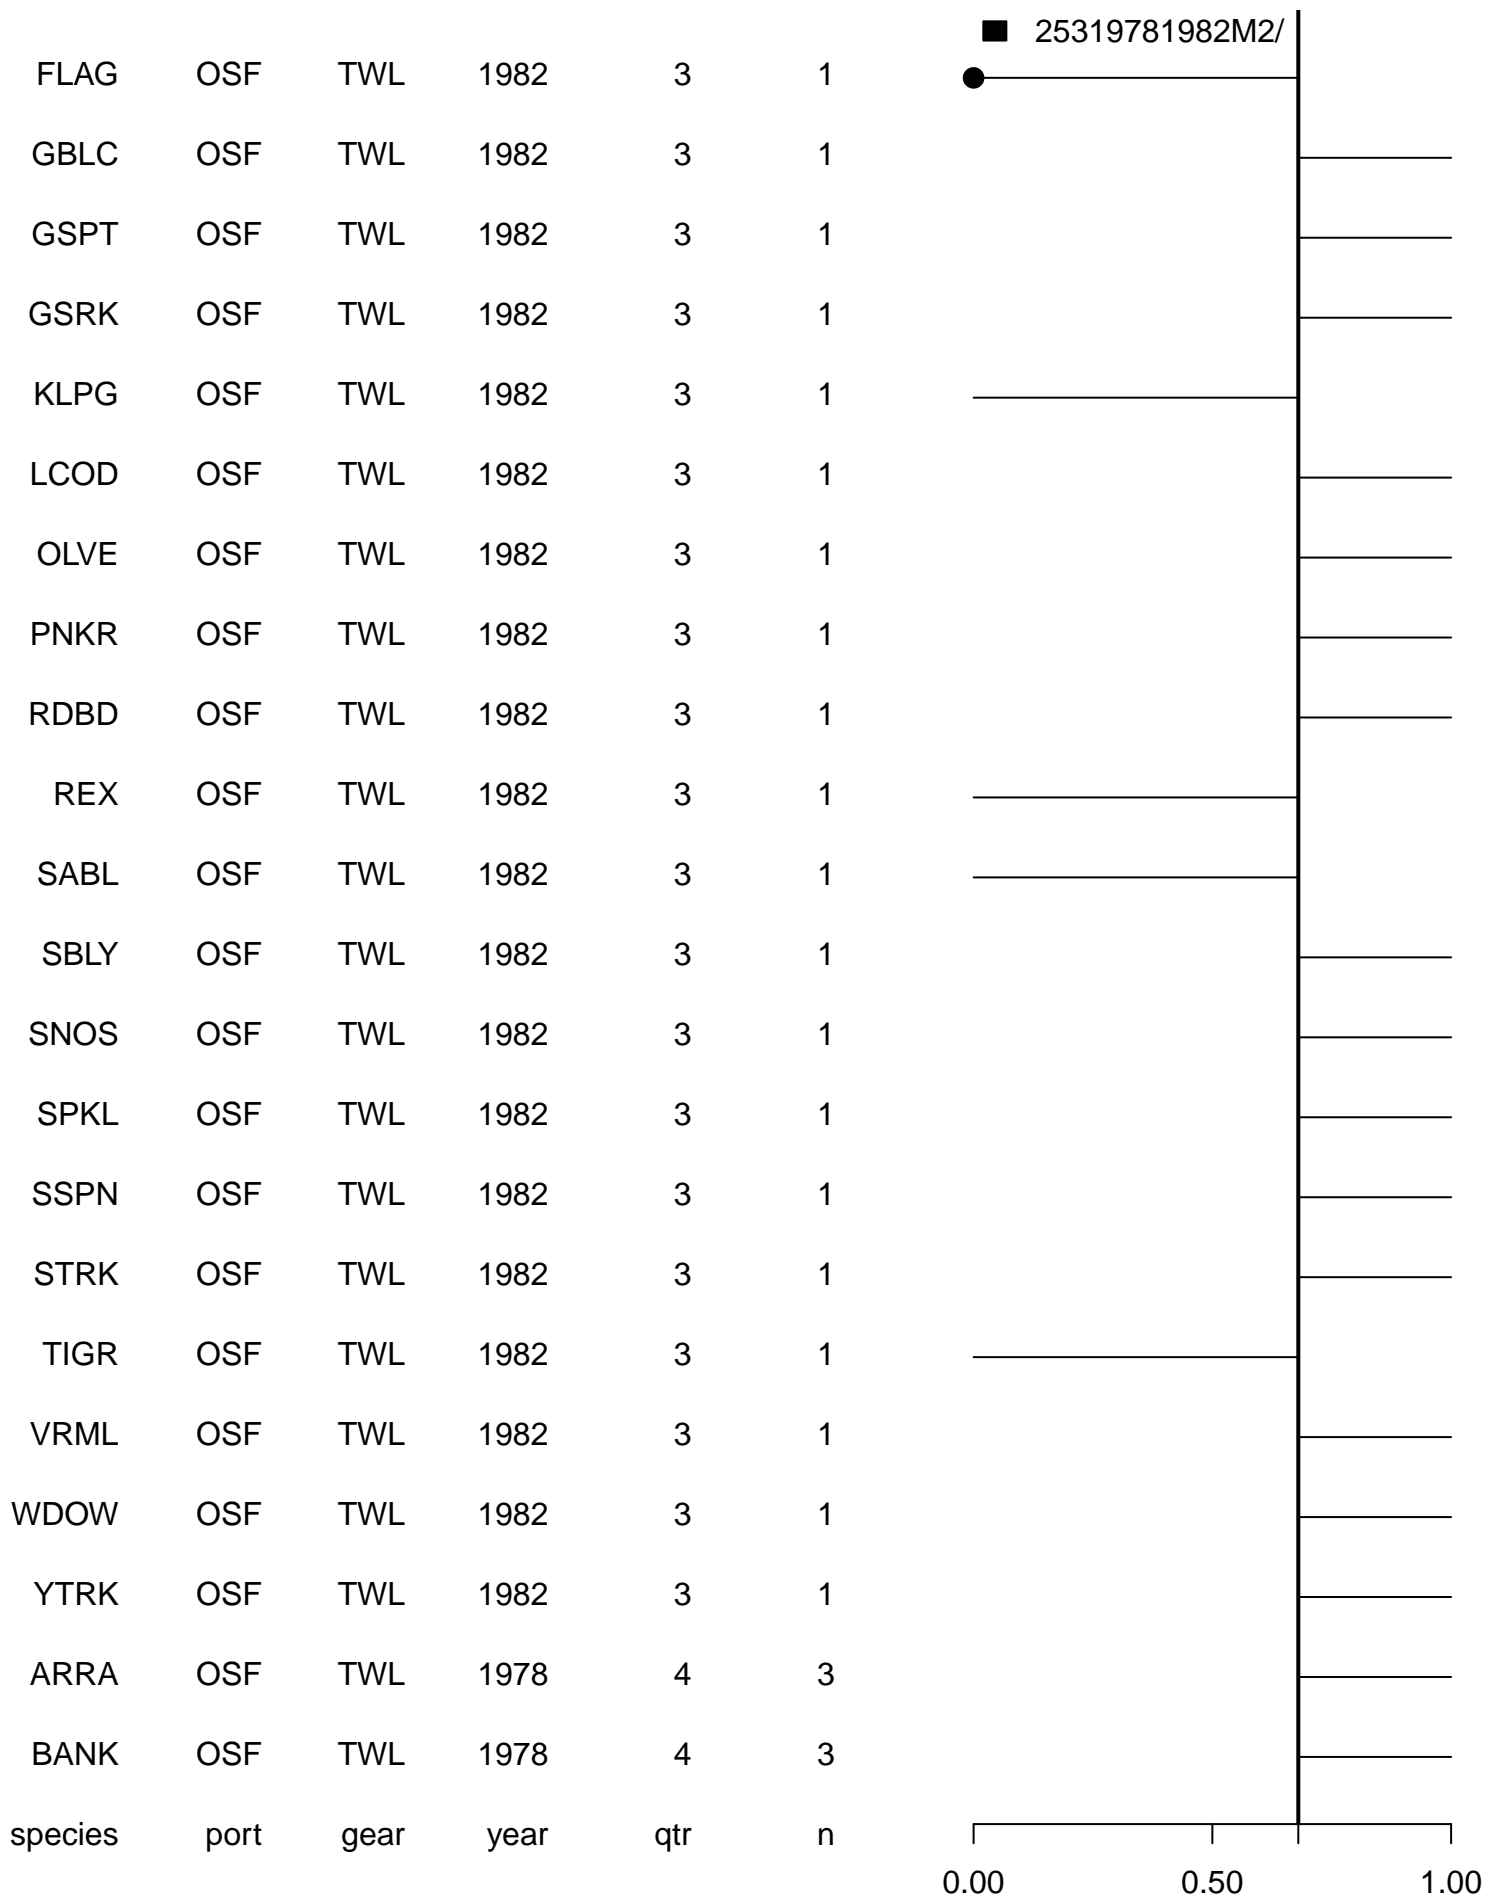 25319781982M2/
FLAG OSF TWL 1982 3 1
GBLC OSF TWL 1982 3 1
GSPT OSF TWL 1982 3 1
GSRK OSF TWL 1982 3 1
KLPG OSF TWL 1982 3 1
LCOD OSF TWL 1982 3 1
OLVE OSF TWL 1982 3 1
PNKR OSF TWL 1982 3 1
RDBD OSF TWL 1982 3 1
REX OSF TWL 1982 3 1
SABL OSF TWL 1982 3 1
SBLY OSF TWL 1982 3 1
SNOS OSF TWL 1982 3 1
SPKL OSF TWL 1982 3 1
SSPN OSF TWL 1982 3 1
STRK OSF TWL 1982 3 1
TIGR OSF TWL 1982 3 1
VRML OSF TWL 1982 3 1
WDOW OSF TWL 1982 3 1
YTRK OSF TWL 1982 3 1
ARRA OSF TWL 1978 4 3
BANK OSF TWL 1978 4 3
species port gear year qtr n
0.00 0.50 1.00